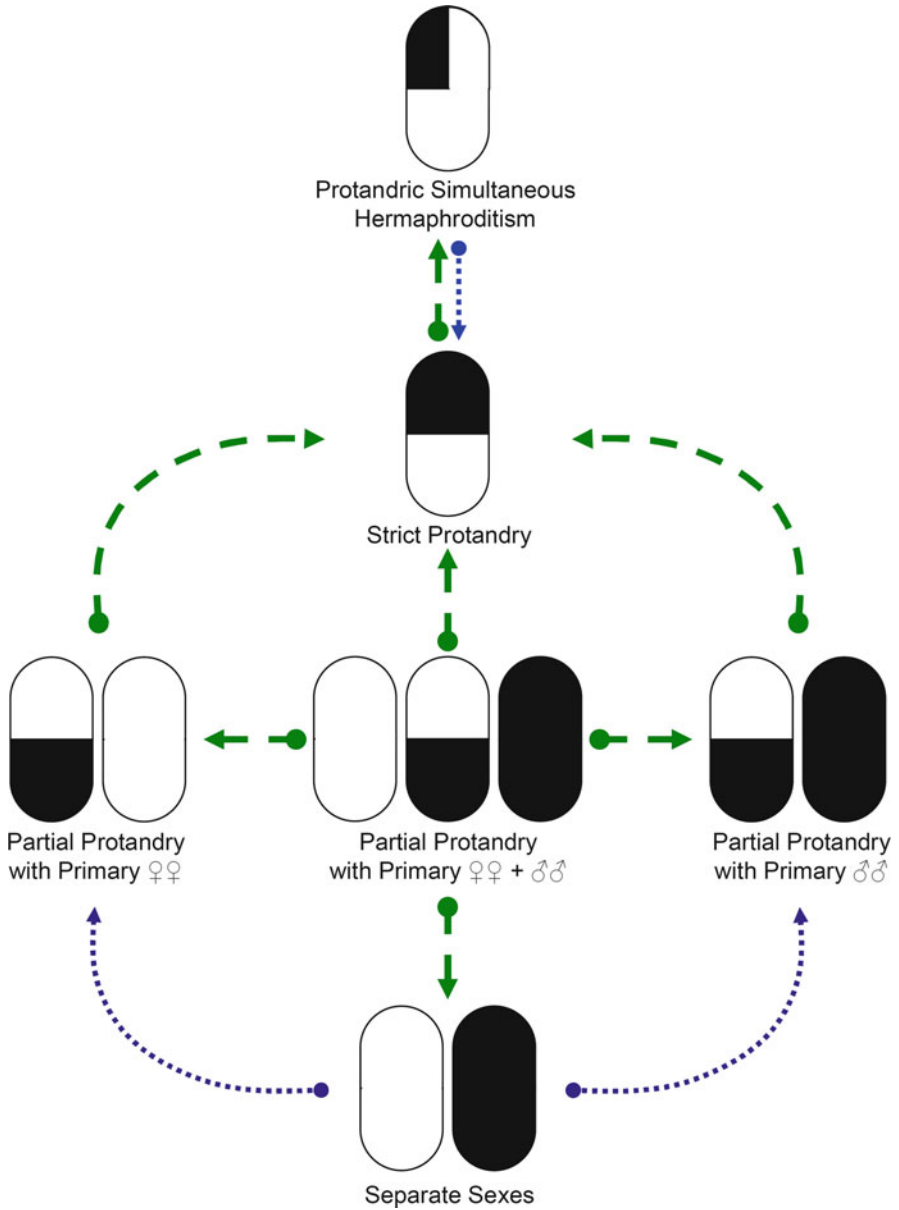 Protandric Simultaneous
Hermaphroditism
Strict Protandry
Partial Protandry
with Primary ♀♀
Partial Protandry
with Primary ♀♀ + ♂♂
Partial Protandry
with Primary ♂♂
Separate Sexes